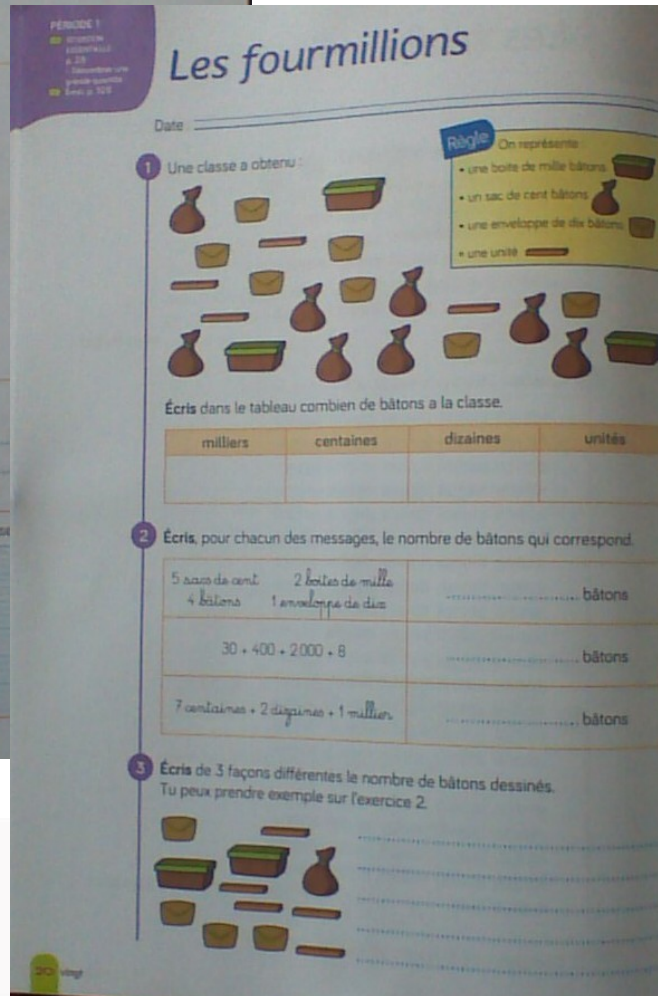 PÉRIODE 1
Les fourmillions
Date :
Règle
On représente :
• une boîte de mille bâtons
• un sac de cent bâtons
• une enveloppe de dix bâtons
• une unité
1 Une classe a obtenu :
Écris dans le tableau combien de bâtons a la classe.
milliers centaines dizaines unités
2 Écris, pour chacun des messages, le nombre de bâtons qui correspond.
5 sacs de cent 2 boîtes de mille
4 bâtons 1 enveloppe de dix
bâtons
30 + 400 + 2 000 + 8
bâtons
7 centaines + 2 dizaines + 1 millier
bâtons
3 Écris de 3 façons différentes le nombre de bâtons dessinés.
Tu peux prendre exemple sur l'exercice 2.
20 vingt